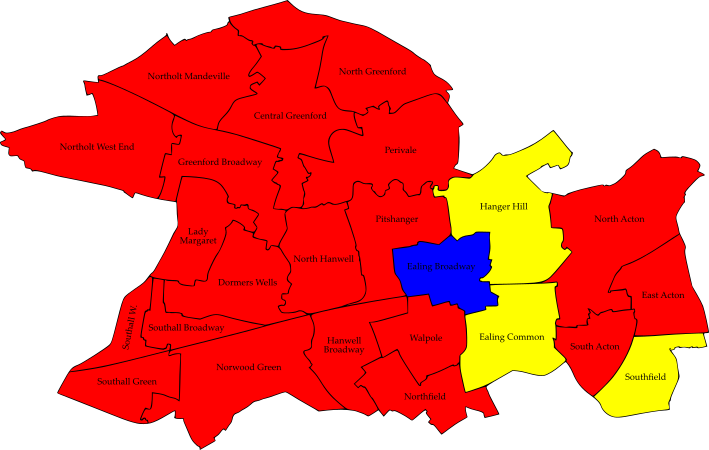 North Greenford
Northolt Mandeville
Central Greenford
Northolt West End
Perivale
Greenford Broadway
Hanger Hill
Pitshanger
North Acton
Lady
Margaret
North Hanwell
Ealing Broadway
Dormers Wells
East Acton
Southall W.
Southall Broadway
Hanwell
Broadway
Walpole
Ealing Common
South Acton
Norwood Green
Southall Green
Southfield
Northfield